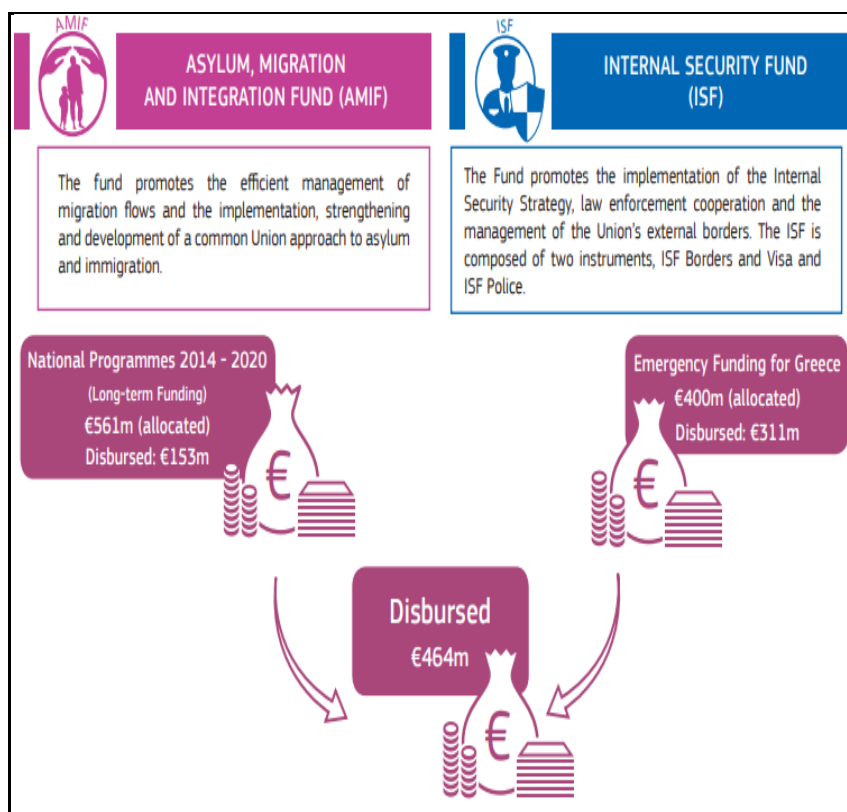 AMIF
ASYLUM, MIGRATION
AND INTEGRATION FUND (AMIF)
The fund promotes the efficient management of
migration flows and the implementation, strengthening
and development of a common Union approach to asylum
and immigration.
ISF
INTERNAL SECURITY FUND
(ISF)
The Fund promotes the implementation of the Internal
Security Strategy, law enforcement cooperation and the
management of the Union's external borders. The ISF is
composed of two instruments, ISF Borders and Visa and
ISF Police.
National Programmes 2014 - 2020
(Long-term Funding)
€561m (allocated)
Disbursed: €153m
€
Emergency Funding for Greece
€400m (allocated)
Disbursed: €311m
€
Disbursed
€464m
€